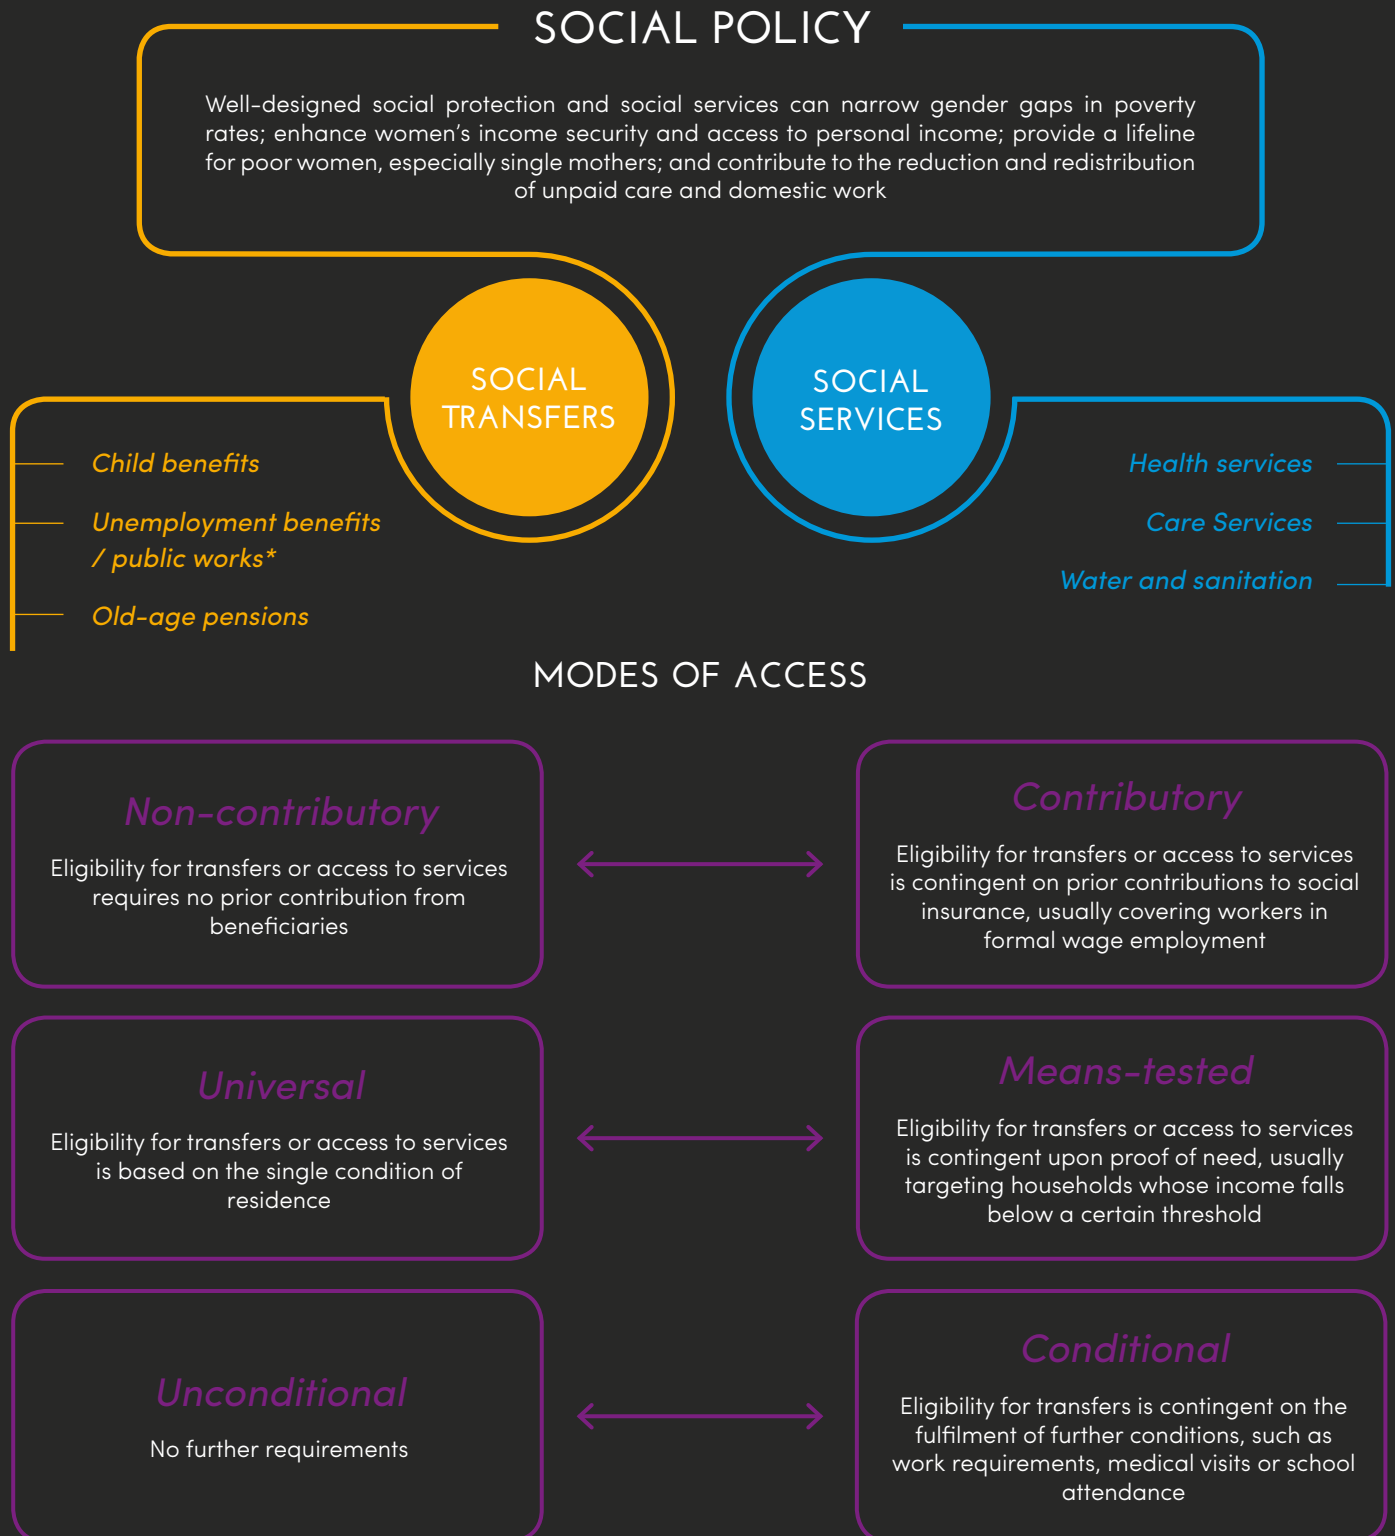 SOCIAL POLICY
Well-designed social protection and social services can narrow gender gaps in poverty
rates; enhance women's income security and access to personal income; provide a lifeline
for poor women, especially single mothers; and contribute to the reduction and redistribution
of unpaid care and domestic work
SOCIAL
TRANSFERS
SOCIAL
SERVICES
Child benefits
Unemployment benefits
/ public works*
Old-age pensions
Health services
Care Services
Water and sanitation
MODES OF ACCESS
Non-contributory
Eligibility for transfers or access to services
requires no prior contribution from
beneficiaries
Contributory
Eligibility for transfers or access to services
is contingent on prior contributions to social
insurance, usually covering workers in
formal wage employment
Universal
Eligibility for transfers or access to services
is based on the single condition of
residence
Means-tested
Eligibility for transfers or access to services
is contingent upon proof of need, usually
targeting households whose income falls
below a certain threshold
Unconditional
No further requirements
Conditional
Eligibility for transfers is contingent on the
fulfilment of further conditions, such as
work requirements, medical visits or school
attendance